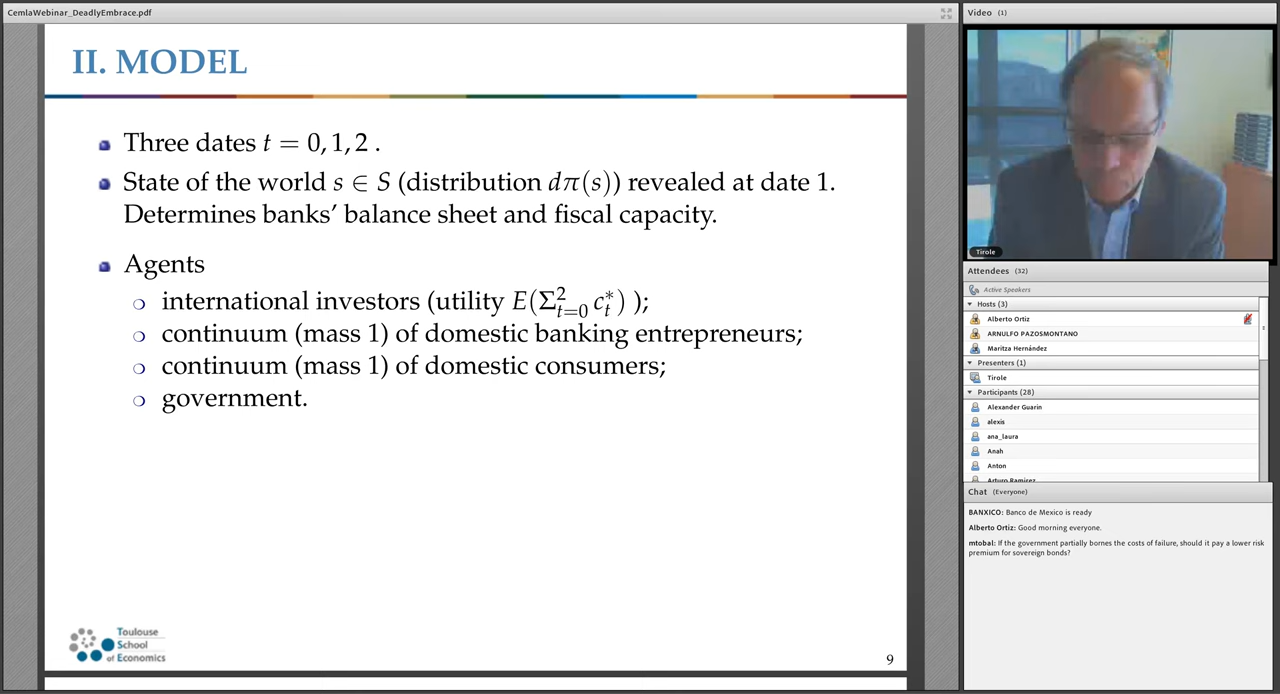 CemlaWebinar_DeadlyEmbrace.pdf
II. MODEL
Three dates t = 0, 1, 2 .
State of the world s ∈ S (distribution dπ(s)) revealed at date 1.
Determines banks' balance sheet and fiscal capacity.
Agents
international investors (utility E(Σ²ₜ₌₀ c*ₜ) );
continuum (mass 1) of domestic banking entrepreneurs;
continuum (mass 1) of domestic consumers;
government.
Toulouse
School
of Economics
9
Video (1)
Tirole
Attendees (32)
Active Speakers
Hosts (3)
Alberto Ortiz
ARNULFO PAZOSMONTANO
Maritza Hernández
Presenters (1)
Tirole
Participants (28)
Alexander Guarin
alexis
ana_laura
Anah
Anton
Arturo Ramirez
Chat (Everyone)
BANXICO: Banco de Mexico is ready
Alberto Ortiz: Good morning everyone.
mtobal: If the government partially bornes the costs of failure, should it pay a lower risk
premium for sovereign bonds?